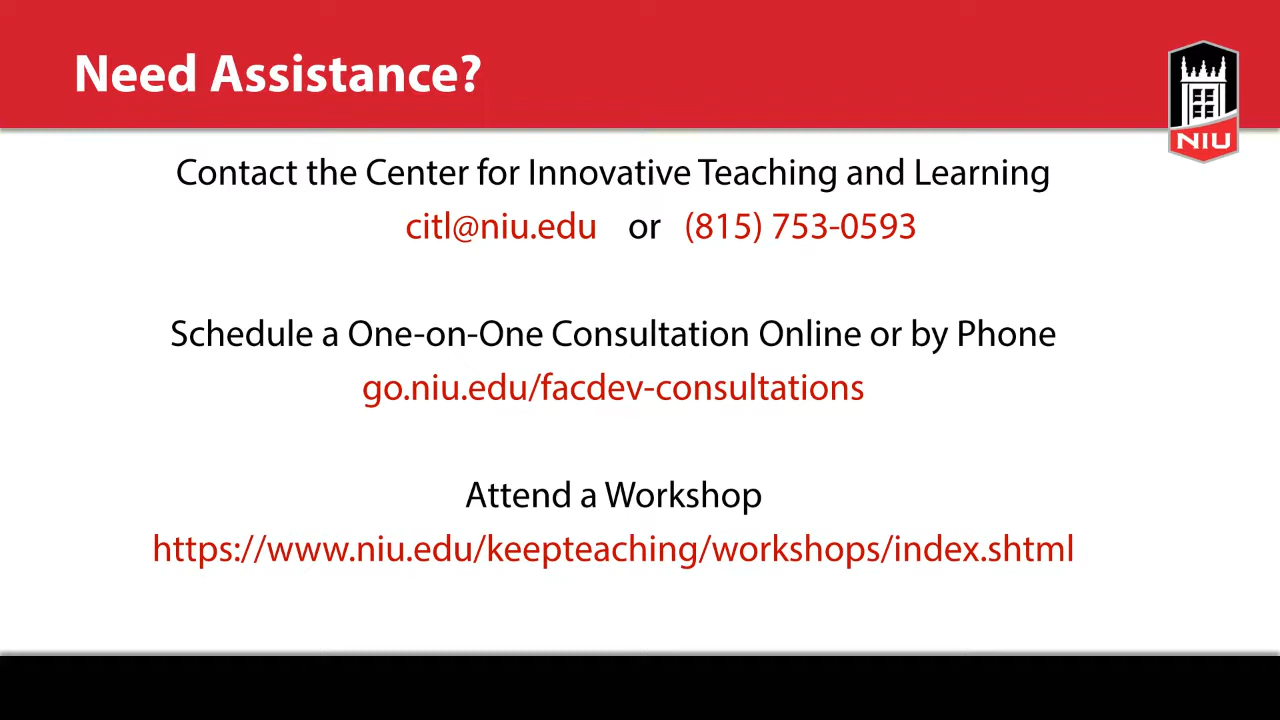 Need Assistance?
NIU
Contact the Center for Innovative Teaching and Learning
citl@niu.edu or (815) 753-0593
Schedule a One-on-One Consultation Online or by Phone
go.niu.edu/facdev-consultations
Attend a Workshop
https://www.niu.edu/keepteaching/workshops/index.shtml